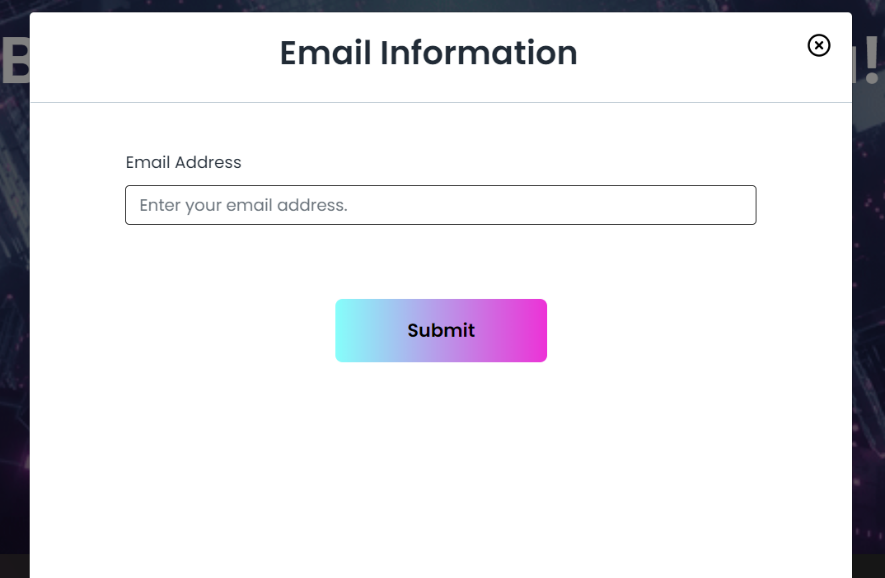 Email Information
Email Address
Enter your email address.
Submit